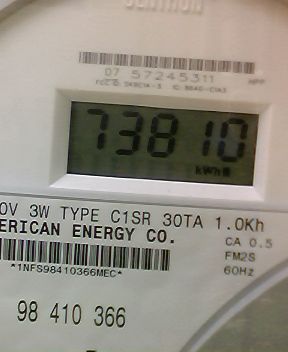 CENTRON
07 57245311
73810
kWh
0V 3W TYPE C1SR 30TA 1.0Kh
ERICAN ENERGY CO.
CA 0.5
FM2S
60Hz
*1NFS98410366MEC*
98 410 366